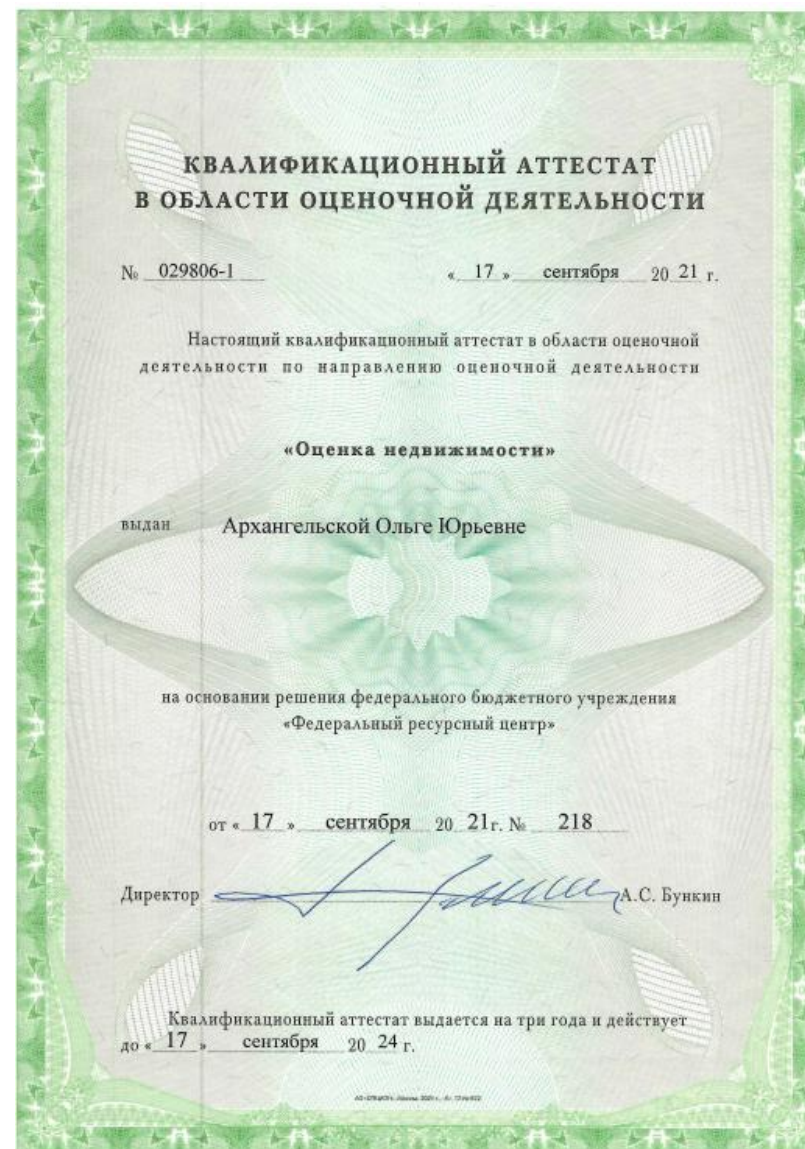 КВАЛИФИКАЦИОННЫЙ АТТЕСТАТ
В ОБЛАСТИ ОЦЕНОЧНОЙ ДЕЯТЕЛЬНОСТИ
№ 029806-1 « 17 » сентября 20 21 г.
Настоящий квалификационный аттестат в области оценочной
деятельности по направлению оценочной деятельности
«Оценка недвижимости»
выдан Архангельской Ольге Юрьевне
на основании решения федерального бюджетного учреждения
«Федеральный ресурсный центр»
от « 17 » сентября 20 21 г. № 218
Директор А.С. Бункин
Квалификационный аттестат выдается на три года и действует
до « 17 » сентября 20 24 г.